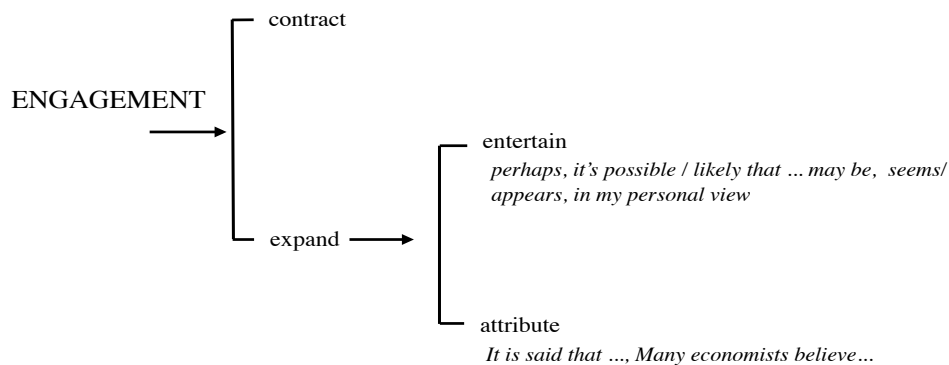 contract
ENGAGEMENT
entertain
perhaps, it's possible / likely that ... may be, seems/
appears, in my personal view
expand
attribute
It is said that ..., Many economists believe...